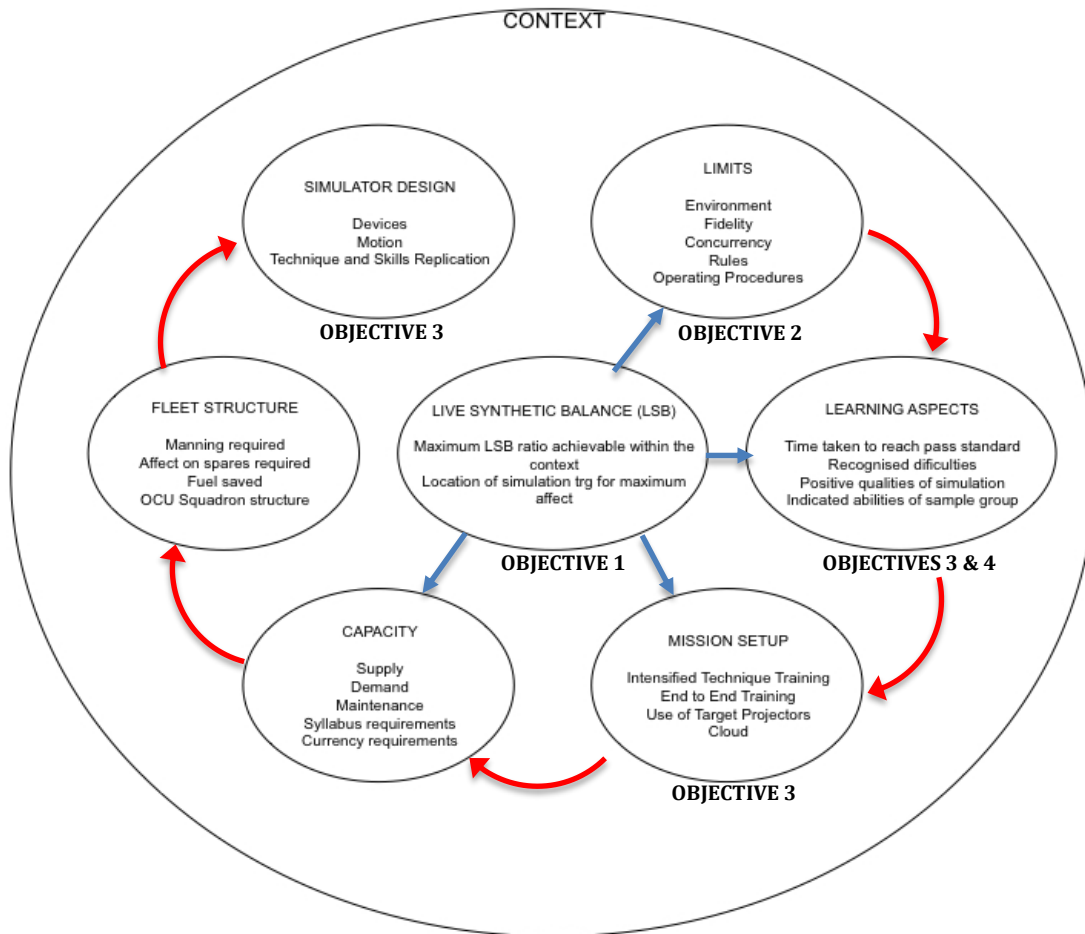 CONTEXT
SIMULATOR DESIGN
Devices
Motion
Technique and Skills Replication
OBJECTIVE 3
LIMITS
Environment
Fidelity
Concurrency
Rules
Operating Procedures
OBJECTIVE 2
FLEET STRUCTURE
Manning required
Affect on spares required
Fuel saved
OCU Squadron structure
LIVE SYNTHETIC BALANCE (LSB)
Maximum LSB ratio achievable within the
context
Location of simulation trg for maximum
affect
OBJECTIVE 1
LEARNING ASPECTS
Time taken to reach pass standard
Recognised dificulties
Positive qualities of simulation
Indicated abilities of sample group
OBJECTIVES 3 & 4
CAPACITY
Supply
Demand
Maintenance
Syllabus requirements
Currency requirements
MISSION SETUP
Intensified Technique Training
End to End Training
Use of Target Projectors
Cloud
OBJECTIVE 3